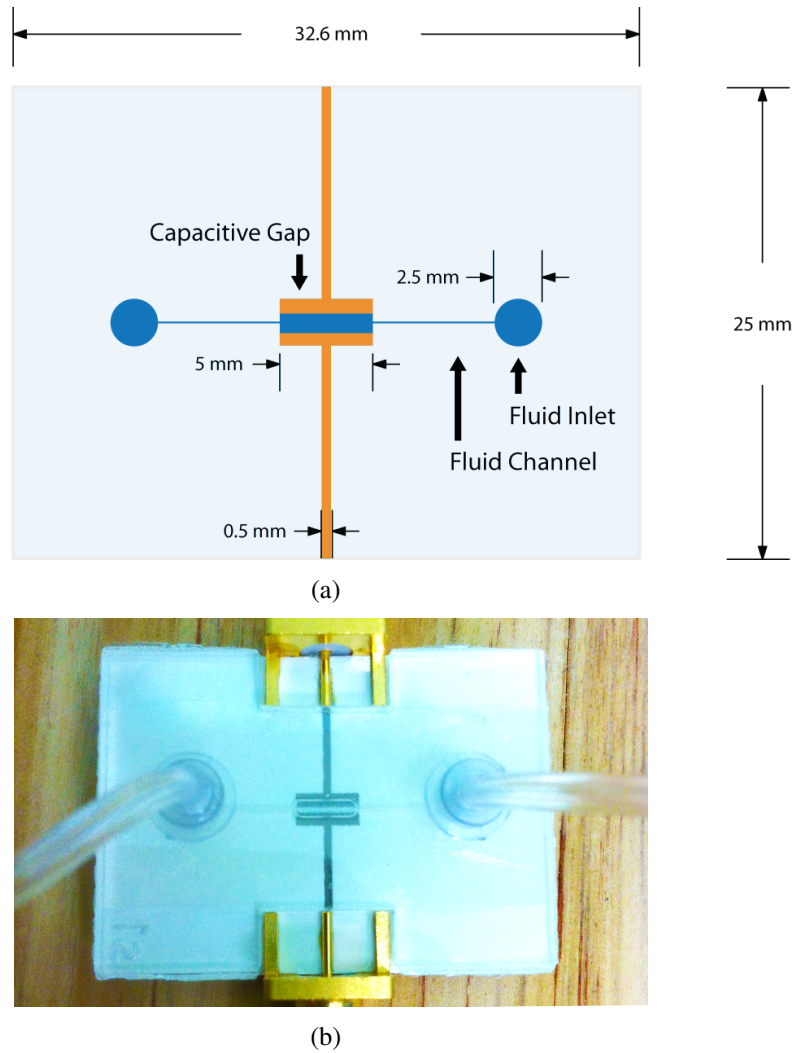 32.6 mm
Capacitive Gap
2.5 mm
25 mm
5 mm
Fluid Inlet
Fluid Channel
0.5 mm
(a)
(b)